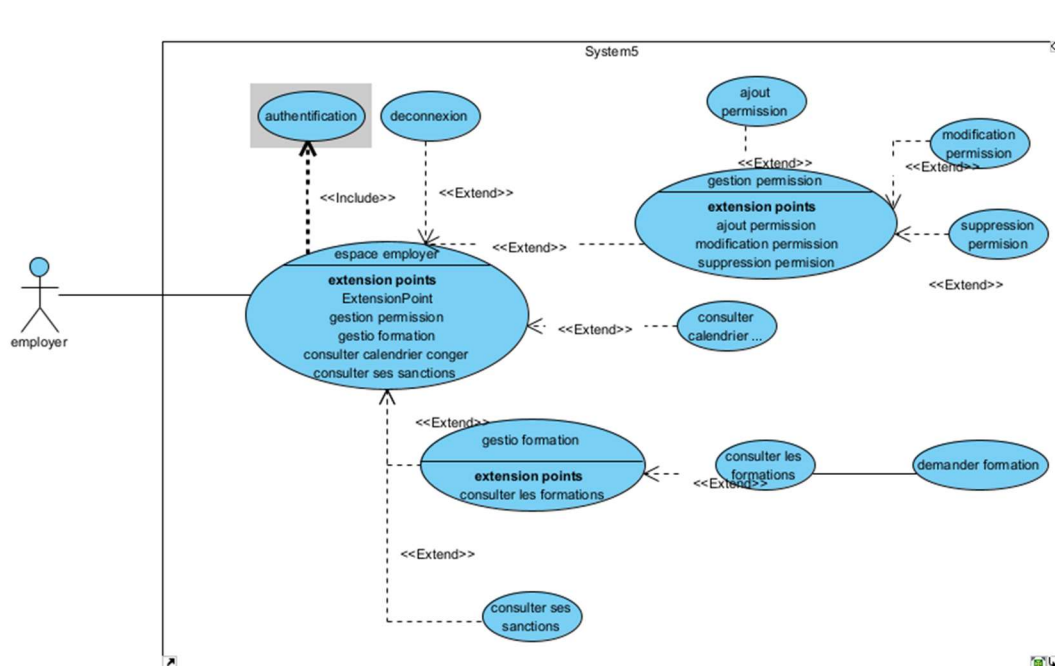 System5
authentification
deconnexion
ajout
permission
modification
permission
<<Include>>
<<Extend>>
<<Extend>>
<<Extend>>
gestion permission
extension points
ajout permission
modification permission
suppression permision
suppression
permision
<<Extend>>
<<Extend>>
employer
espace employer
extension points
ExtensionPoint
gestion permission
gestio formation
consulter calendrier conger
consulter ses sanctions
<<Extend>>
consulter
calendrier ...
<<Extend>>
gestio formation
extension points
consulter les formations
<<Extend>>
consulter les
formations
demander formation
<<Extend>>
consulter ses
sanctions